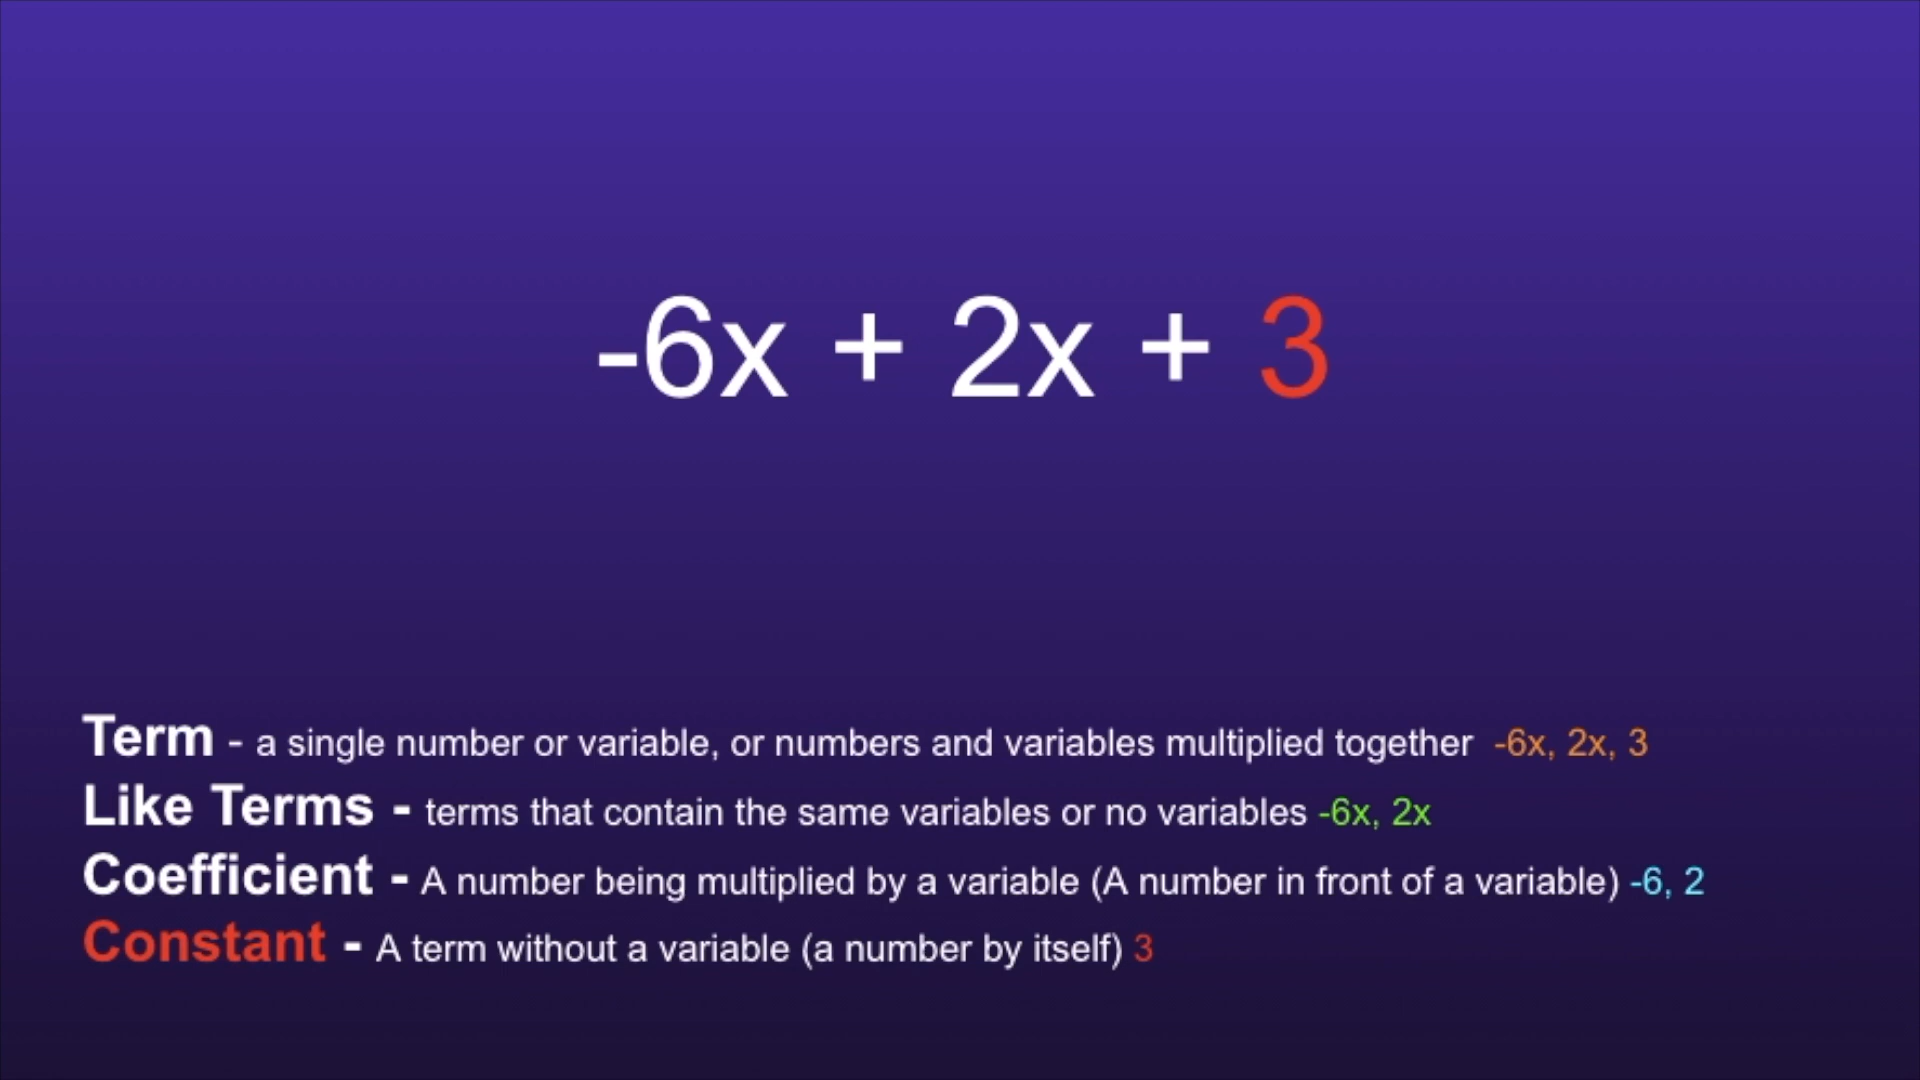 -6x + 2x + 3
Term - a single number or variable, or numbers and variables multiplied together -6x, 2x, 3
Like Terms - terms that contain the same variables or no variables -6x, 2x
Coefficient - A number being multiplied by a variable (A number in front of a variable) -6, 2
Constant - A term without a variable (a number by itself) 3